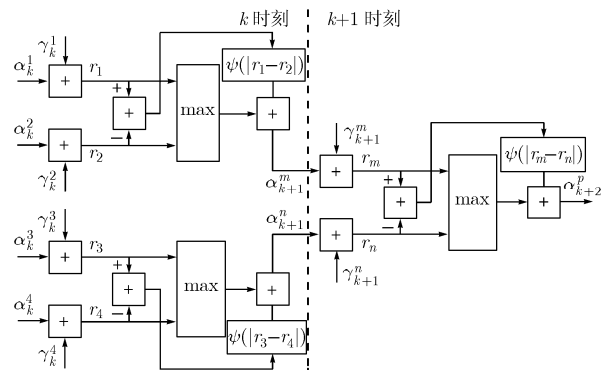 k 时刻
k+1 时刻
γ_k^1
α_k^1
+
r_1
+
+
−
ψ(|r_1−r_2|)
max
+
α_k^2
+
r_2
γ_k^2
α_{k+1}^m
γ_{k+1}^m
+
r_m
+
+
−
ψ(|r_m−r_n|)
max
+
α_{k+2}^p
γ_k^3
α_k^3
+
r_3
+
+
−
max
+
α_{k+1}^n
+
r_n
γ_{k+1}^n
α_k^4
+
r_4
γ_k^4
ψ(|r_3−r_4|)